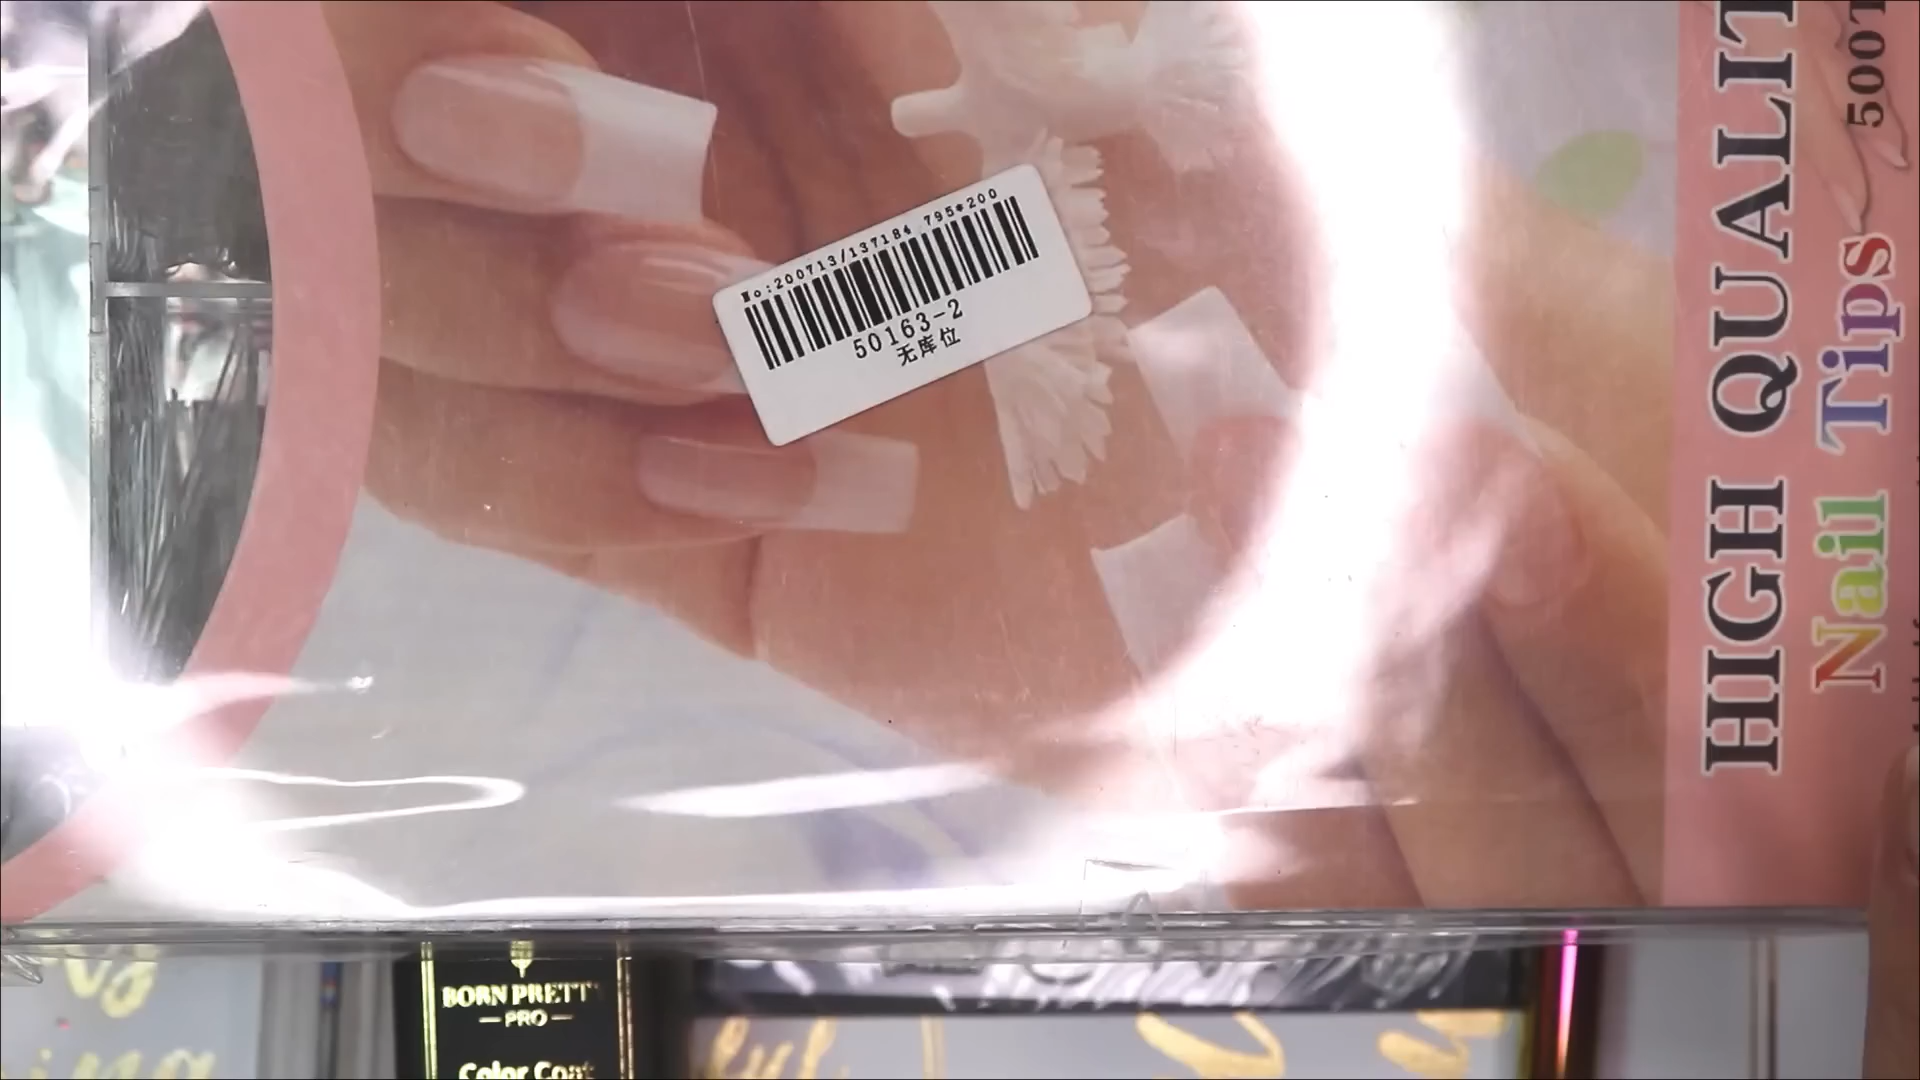 No:200713/137184 795*200
50163-2
无库位
HIGH QUALIT
Nail Tips
500T
BORN PRETTY
PRO
Color Coat